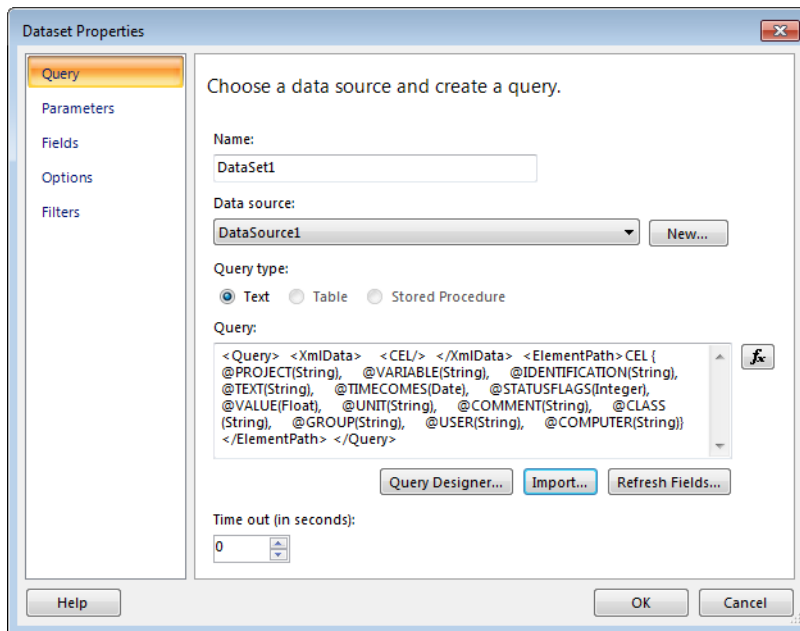 Dataset Properties
Query
Parameters
Fields
Options
Filters
Choose a data source and create a query.
Name:
DataSet1
Data source:
DataSource1
New...
Query type:
Text Table Stored Procedure
Query:
<Query> <XmlData> <CEL/> </XmlData> <ElementPath>CEL {
@PROJECT(String), @VARIABLE(String), @IDENTIFICATION(String),
@TEXT(String), @TIMECOMES(Date), @STATUSFLAGS(Integer),
@VALUE(Float), @UNIT(String), @COMMENT(String), @CLASS
(String), @GROUP(String), @USER(String), @COMPUTER(String)}
</ElementPath> </Query>
fx
Query Designer... Import... Refresh Fields...
Time out (in seconds):
0
Help OK Cancel